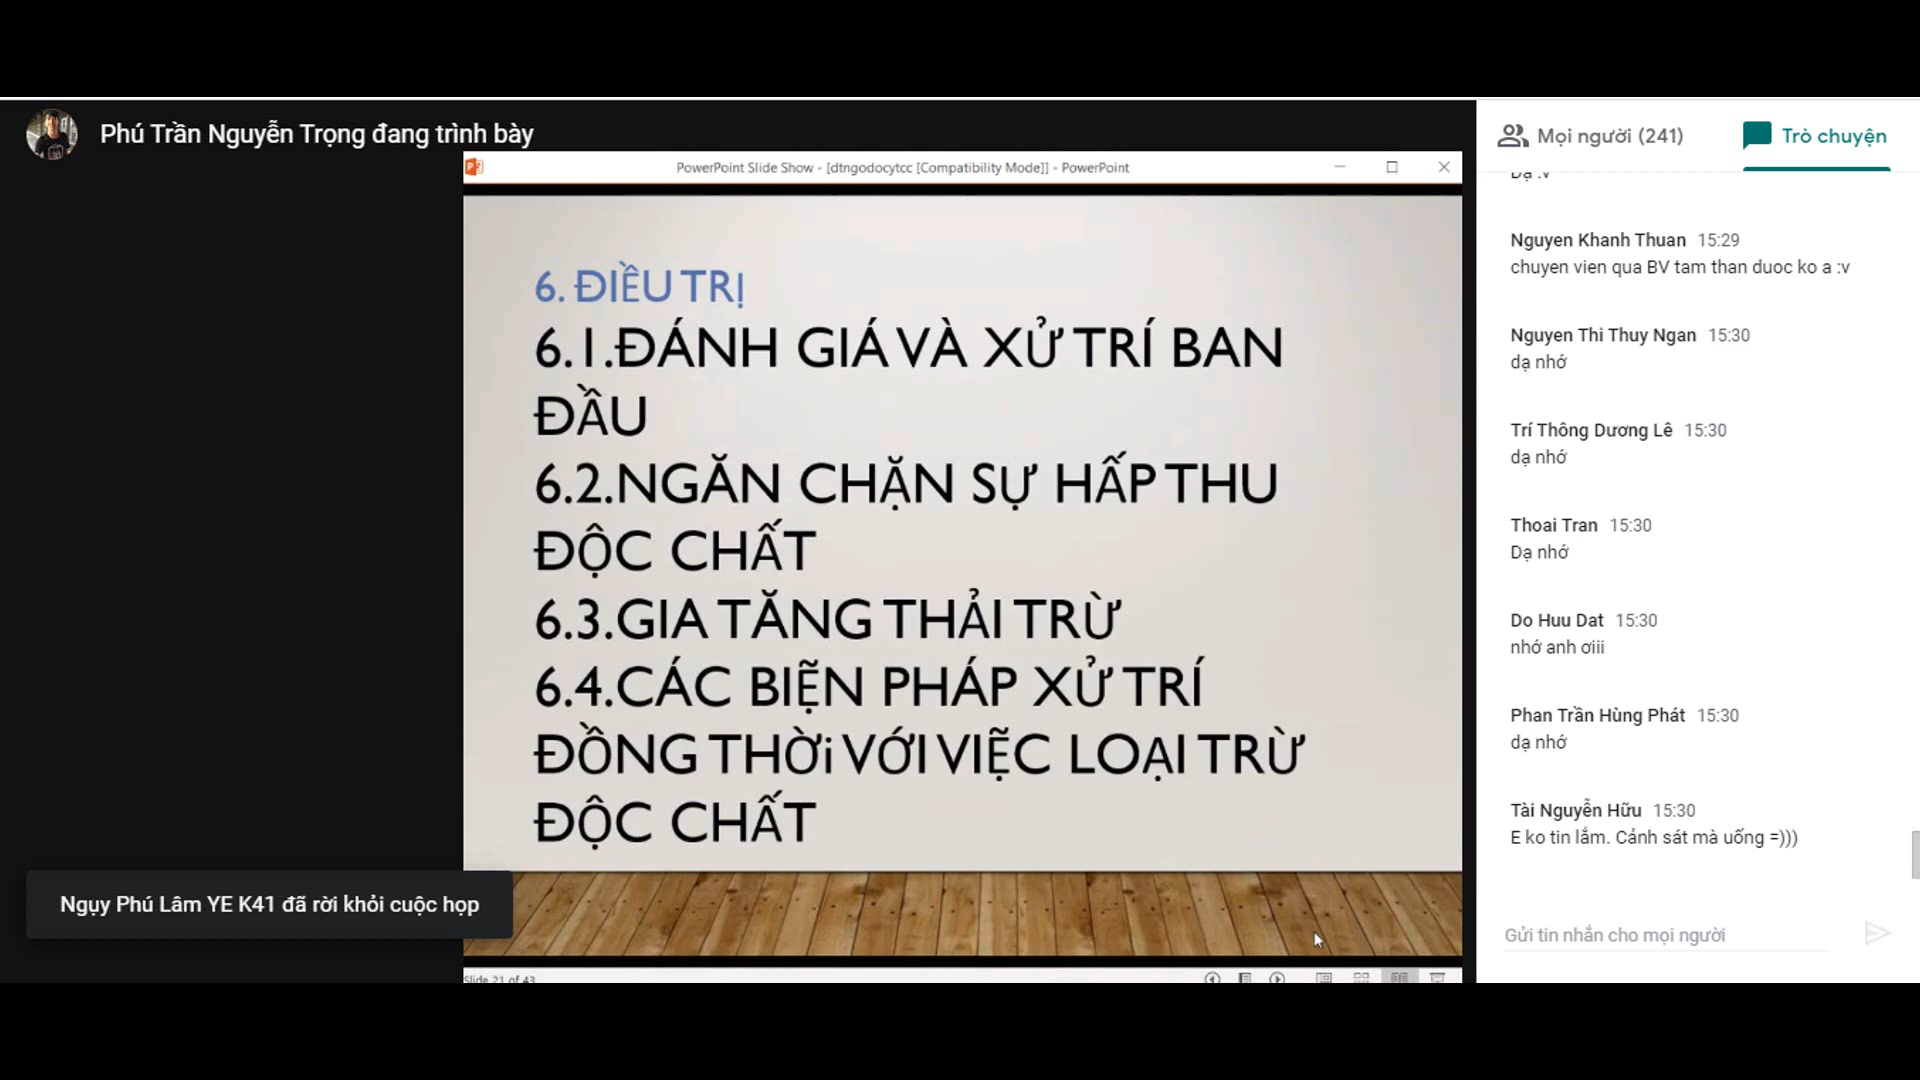 Phú Trần Nguyễn Trọng đang trình bày
PowerPoint Slide Show - [dtngodocytcc [Compatibility Mode]] - PowerPoint
6. ĐIỀU TRỊ
6.1.ĐÁNH GIÁ VÀ XỬ TRÍ BAN
ĐẦU
6.2.NGĂN CHẶN SỰ HẤP THU
ĐỘC CHẤT
6.3.GIA TĂNG THẢI TRỪ
6.4.CÁC BIỆN PHÁP XỬ TRÍ
ĐỒNG THỜi VỚI VIỆC LOẠI TRỪ
ĐỘC CHẤT
Ngụy Phú Lâm YE K41 đã rời khỏi cuộc họp
Slide 21 of 43
Mọi người (241)
Trò chuyện
Dạ :v
Nguyen Khanh Thuan 15:29
chuyen vien qua BV tam than duoc ko a :v
Nguyen Thi Thuy Ngan 15:30
dạ nhớ
Trí Thông Dương Lê 15:30
dạ nhớ
Thoai Tran 15:30
Dạ nhớ
Do Huu Dat 15:30
nhớ anh ơiii
Phan Trần Hùng Phát 15:30
dạ nhớ
Tài Nguyễn Hữu 15:30
E ko tin lắm. Cảnh sát mà uống =)))
Gửi tin nhắn cho mọi người